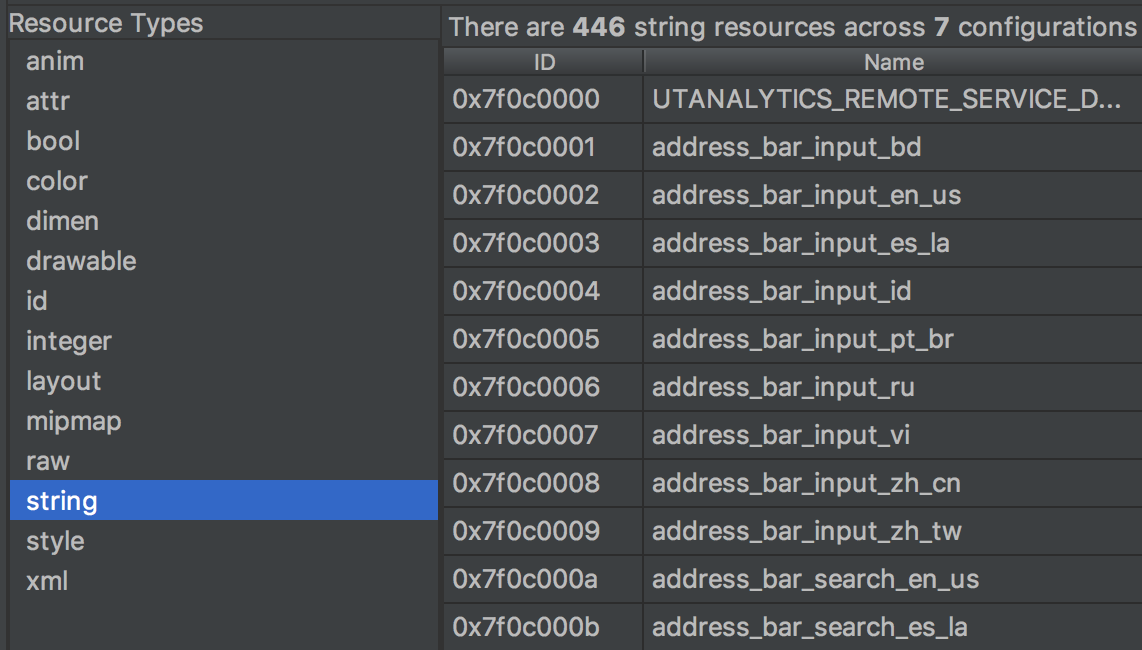 Resource Types
anim
attr
bool
color
dimen
drawable
id
integer
layout
mipmap
raw
string
style
xml
There are 446 string resources across 7 configurations
ID Name
0x7f0c0000 UTANALYTICS_REMOTE_SERVICE_D...
0x7f0c0001 address_bar_input_bd
0x7f0c0002 address_bar_input_en_us
0x7f0c0003 address_bar_input_es_la
0x7f0c0004 address_bar_input_id
0x7f0c0005 address_bar_input_pt_br
0x7f0c0006 address_bar_input_ru
0x7f0c0007 address_bar_input_vi
0x7f0c0008 address_bar_input_zh_cn
0x7f0c0009 address_bar_input_zh_tw
0x7f0c000a address_bar_search_en_us
0x7f0c000b address_bar_search_es_la